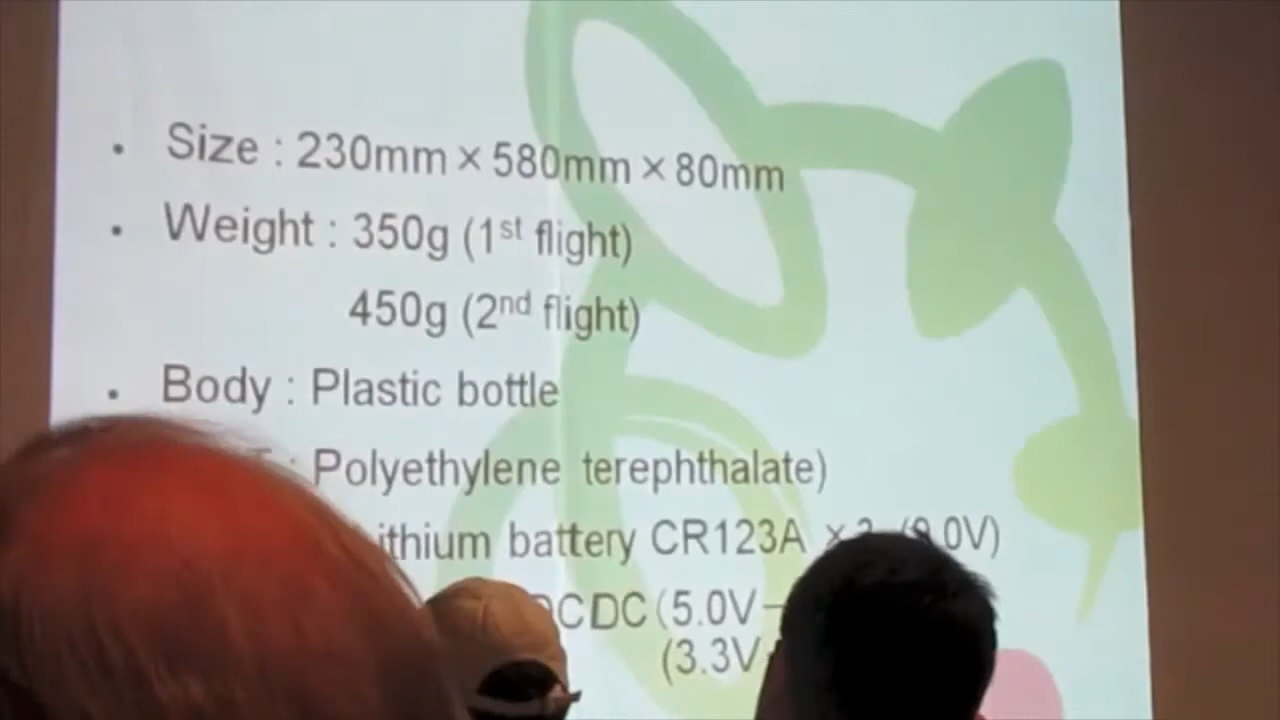 • Size : 230mm × 580mm × 80mm
• Weight : 350g (1st flight)
450g (2nd flight)
• Body : Plastic bottle
: Polyethylene terephthalate)
ithium battery CR123A × (9.0V)
DCDC (5.0V
(3.3V